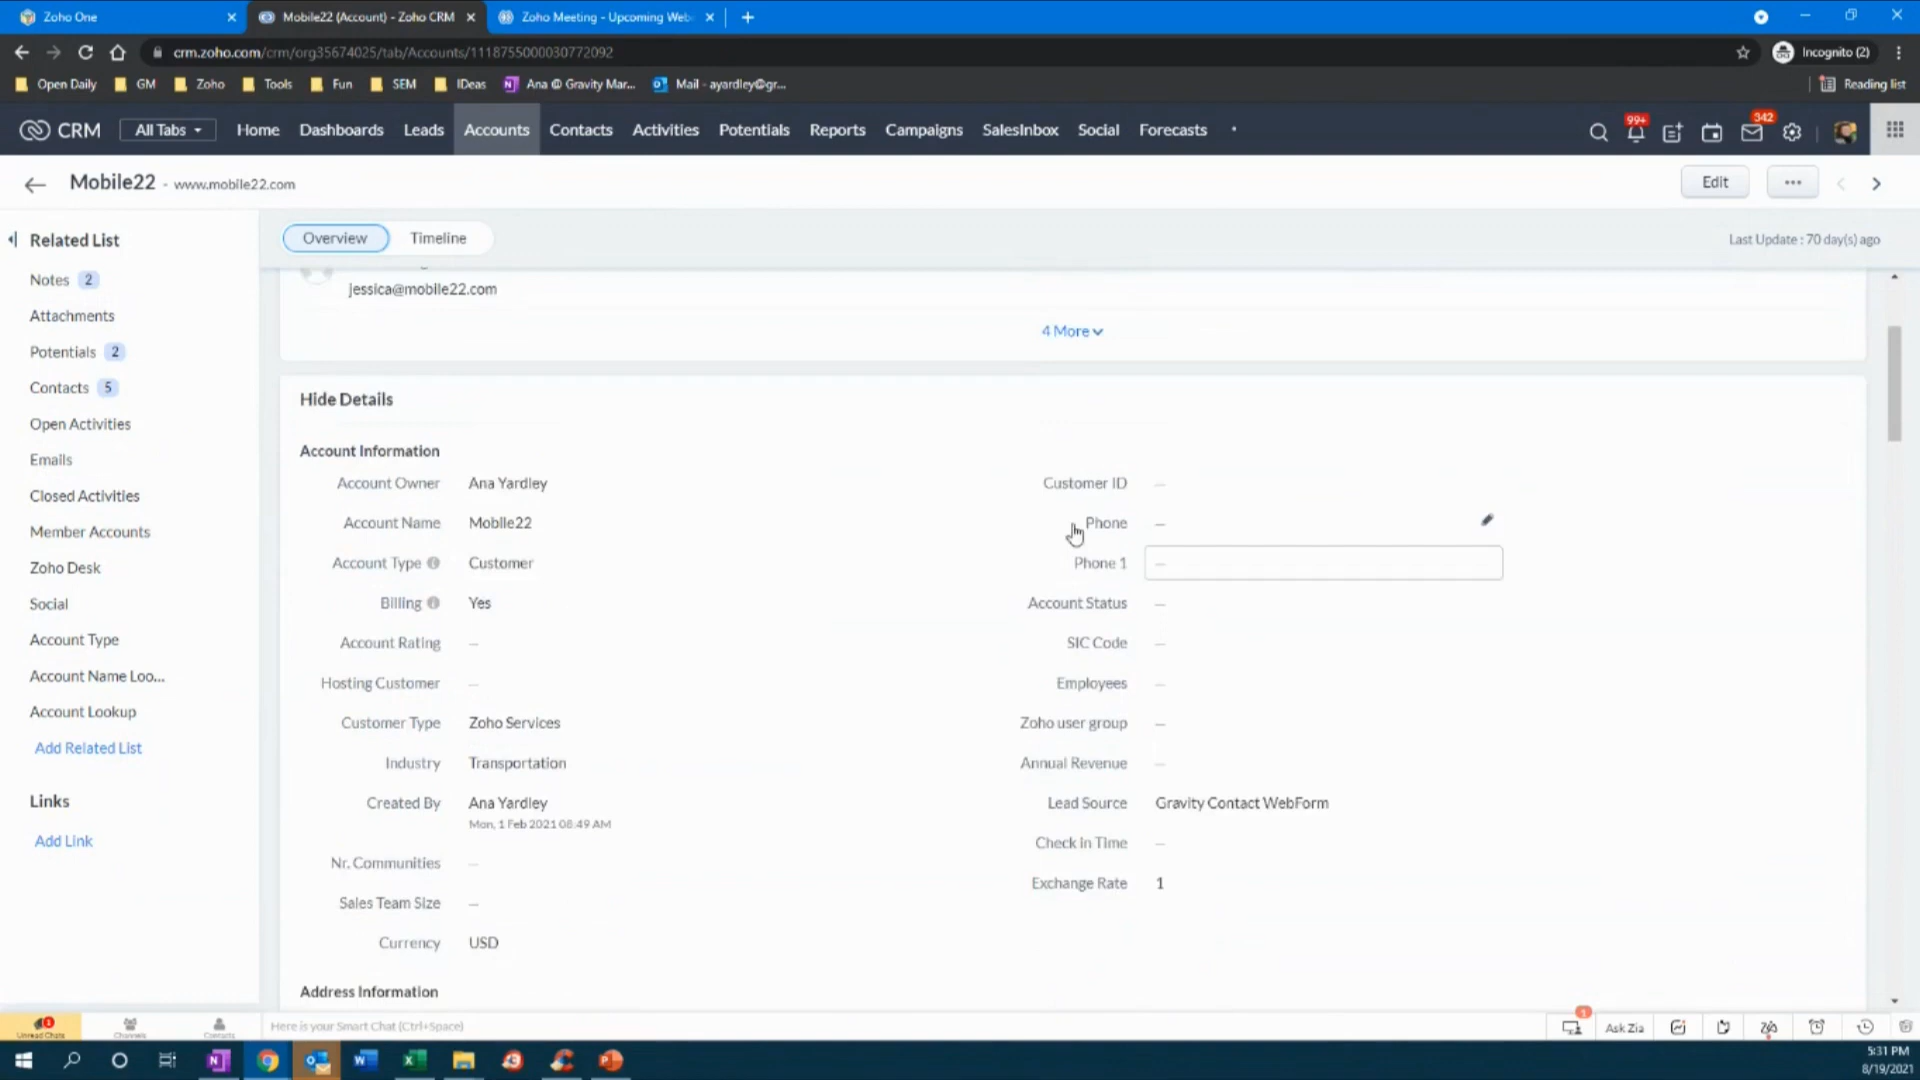 Zoho One
Mobile22 (Account) - Zoho CRM
Zoho Meeting - Upcoming Web
crm.zoho.com/crm/org35674025/tab/Accounts/1118755000030772092
Incognito (2)
Open Daily
GM
Zoho
Tools
Fun
SEM
IDeas
Ana @ Gravity Mar...
Mail - ayardley@gr...
Reading list
CRM
All Tabs
Home
Dashboards
Leads
Accounts
Contacts
Activities
Potentials
Reports
Campaigns
SalesInbox
Social
Forecasts
99+
342
Mobile22 - www.mobile22.com
Edit
Related List
Notes 2
Attachments
Potentials 2
Contacts 5
Open Activities
Emails
Closed Activities
Member Accounts
Zoho Desk
Social
Account Type
Account Name Loo...
Account Lookup
Add Related List
Links
Add Link
Overview
Timeline
Last Update : 70 day(s) ago
jessica@mobile22.com
4 More
Hide Details
Account Information
Account Owner Ana Yardley
Account Name Mobile22
Account Type Customer
Billing Yes
Account Rating —
Hosting Customer —
Customer Type Zoho Services
Industry Transportation
Created By Ana Yardley
Mon, 1 Feb 2021 08:49 AM
Nr. Communities —
Sales Team Size —
Currency USD
Customer ID —
Phone —
Phone 1 —
Account Status —
SIC Code —
Employees —
Zoho user group —
Annual Revenue —
Lead Source Gravity Contact WebForm
Check in Time —
Exchange Rate 1
Address Information
1
Unread Chats
Channels
Contacts
Here is your Smart Chat (Ctrl+Space)
1
Ask Zia
5:31 PM
8/19/2021